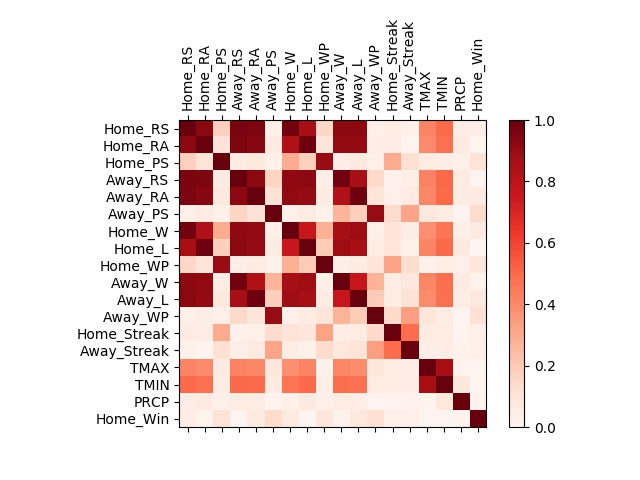 Home_RS
Home_RA
Home_PS
Away_RS
Away_RA
Away_PS
Home_W
Home_L
Home_WP
Away_W
Away_L
Away_WP
Home_Streak
Away_Streak
TMAX
TMIN
PRCP
Home_Win
Home_RS
Home_RA
Home_PS
Away_RS
Away_RA
Away_PS
Home_W
Home_L
Home_WP
Away_W
Away_L
Away_WP
Home_Streak
Away_Streak
TMAX
TMIN
PRCP
Home_Win
1.0
0.8
0.6
0.4
0.2
0.0